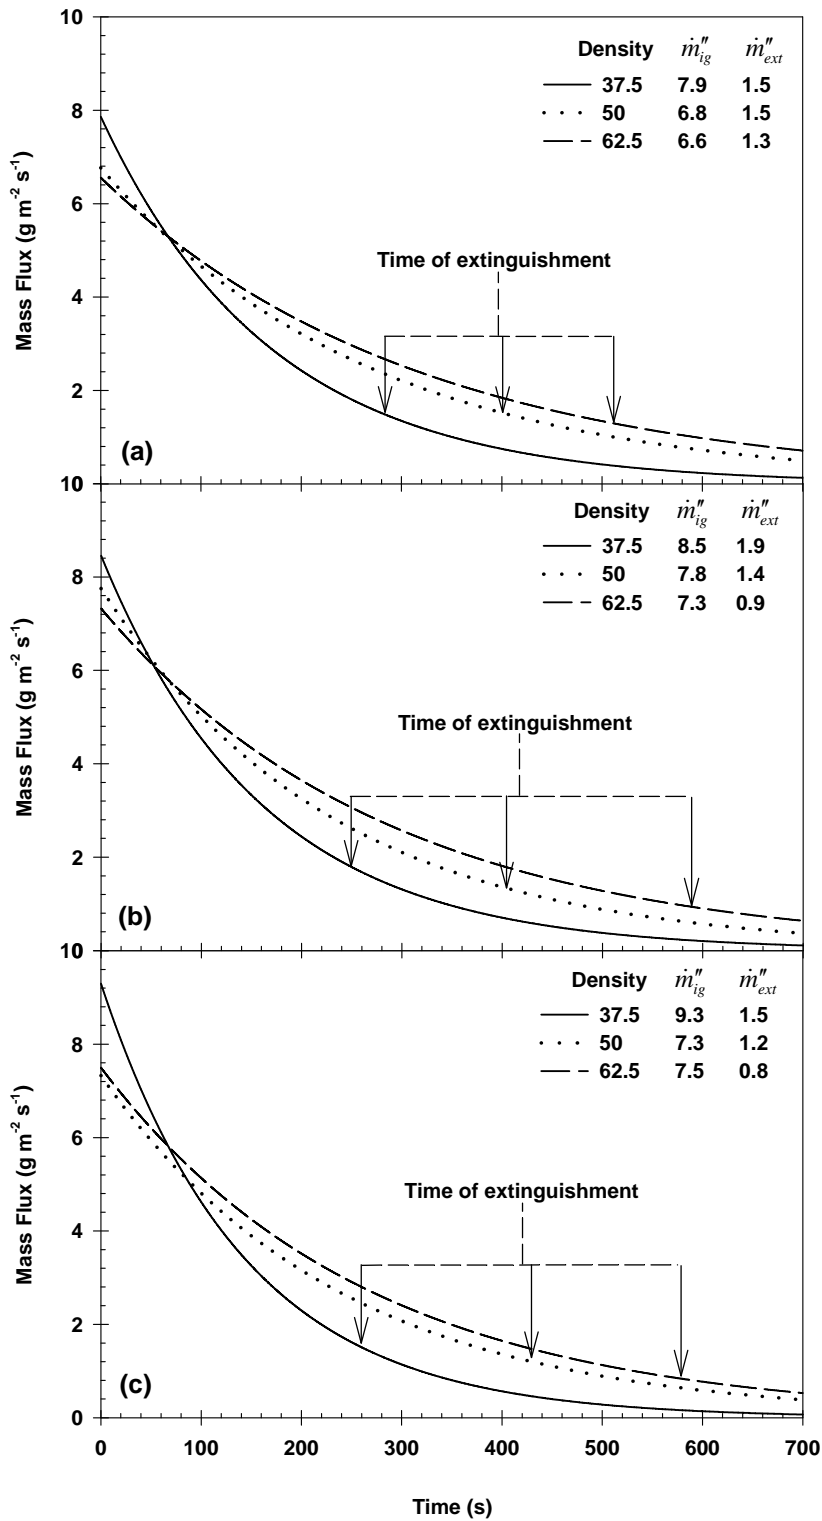 10
Density ṁ″ig ṁ″ext
37.5 7.9 1.5
50 6.8 1.5
62.5 6.6 1.3
8
6
Mass Flux (g m-2 s-1)
Time of extinguishment
4
2
(a)
10
Density ṁ″ig ṁ″ext
37.5 8.5 1.9
50 7.8 1.4
62.5 7.3 0.9
8
6
Mass Flux (g m-2 s-1)
Time of extinguishment
4
2
(b)
10
Density ṁ″ig ṁ″ext
37.5 9.3 1.5
50 7.3 1.2
62.5 7.5 0.8
8
6
Mass Flux (g m-2 s-1)
Time of extinguishment
4
2
(c)
0
0 100 200 300 400 500 600 700
Time (s)